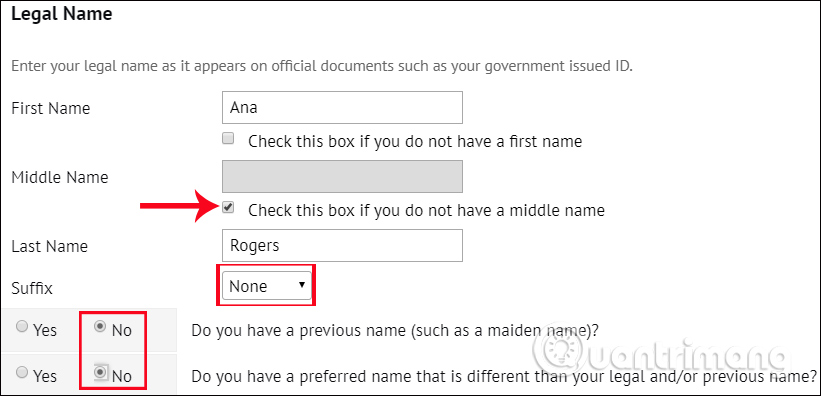 Legal Name
Enter your legal name as it appears on official documents such as your government issued ID.
First Name Ana
Check this box if you do not have a first name
Middle Name
Check this box if you do not have a middle name
Last Name Rogers
Suffix None
Yes No Do you have a previous name (such as a maiden name)?
Quantrimang
Yes No Do you have a preferred name that is different than your legal and/or previous name?